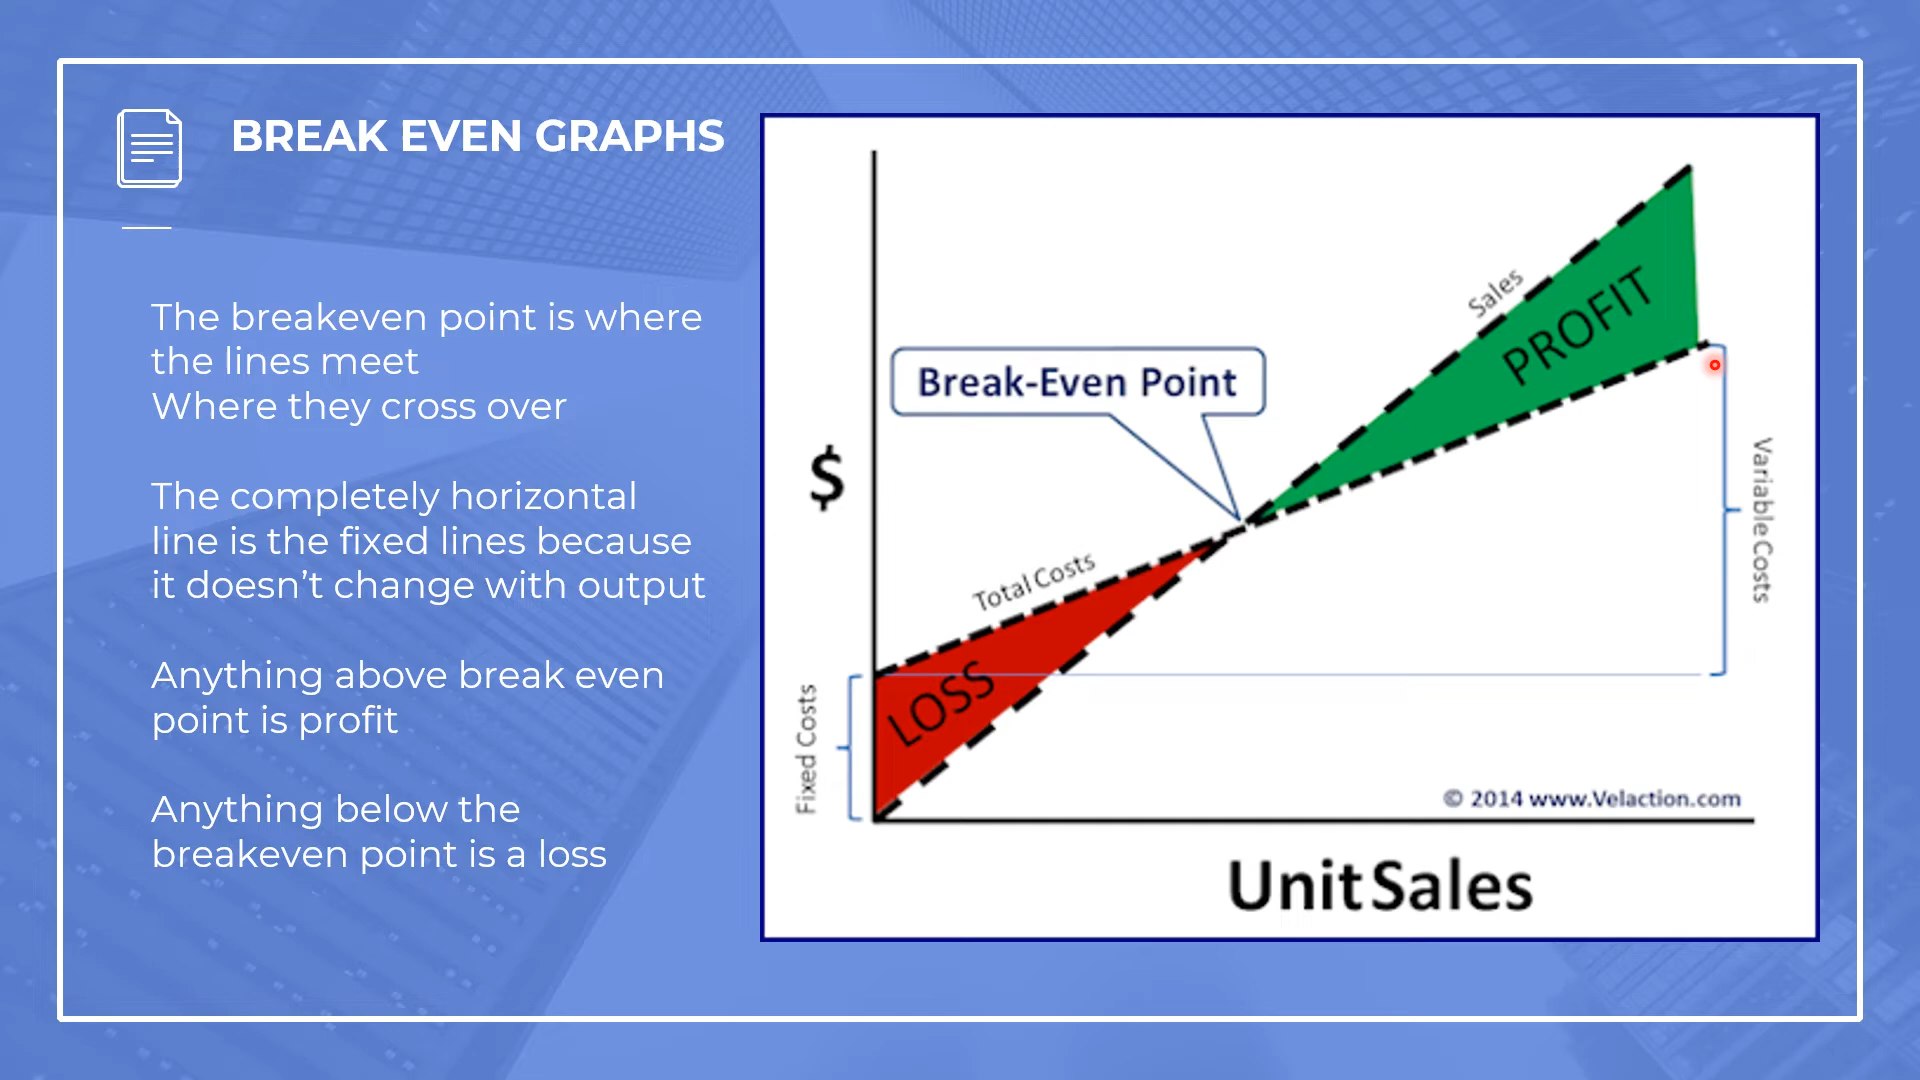 BREAK EVEN GRAPHS
The breakeven point is where
the lines meet
Where they cross over
The completely horizontal
line is the fixed lines because
it doesn't change with output
Anything above break even
point is profit
Anything below the
breakeven point is a loss
Sales
PROFIT
Break-Even Point
$
Total Costs
LOSS
Fixed Costs
Variable Costs
© 2014 www.Velaction.com
Unit Sales